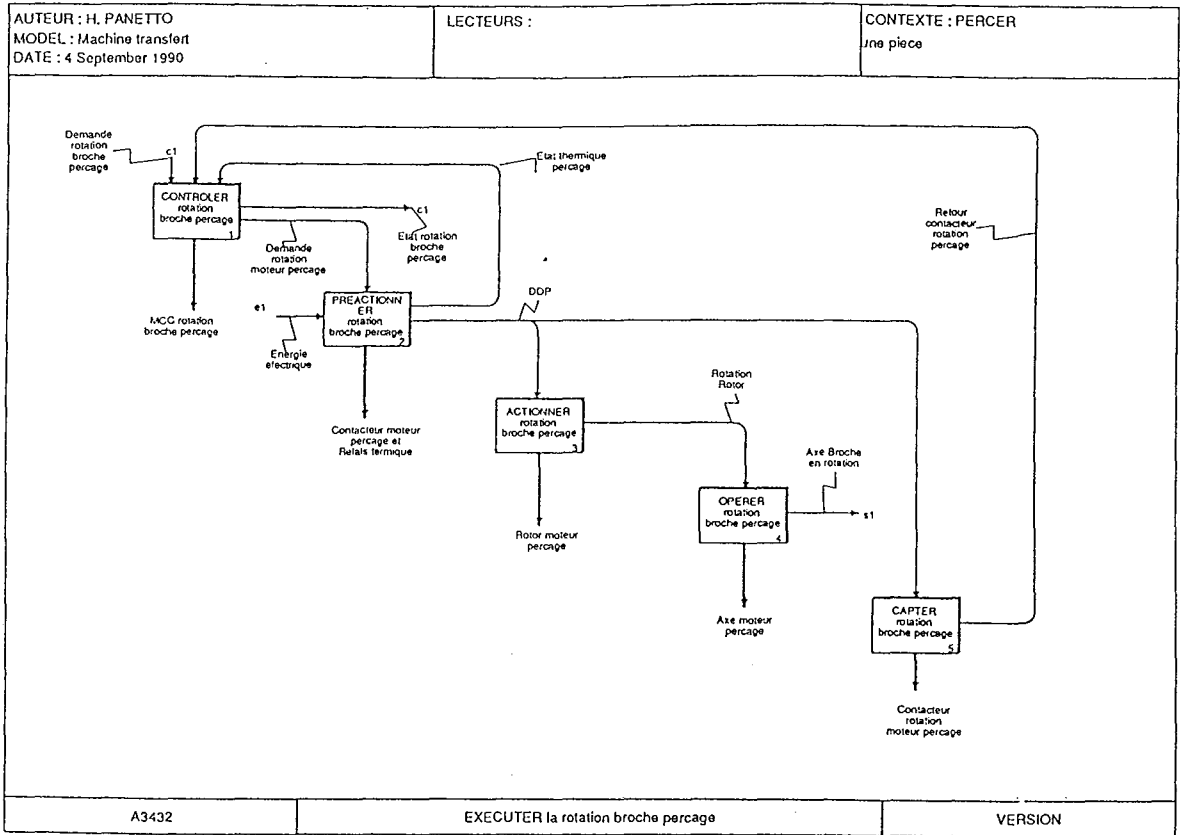 AUTEUR : H. PANETTO
MODEL : Machine transfert
DATE : 4 September 1990
LECTEURS :
CONTEXTE : PERCER
une piece
Demande
rotation
broche
percage
c1
Etat thermique
percage
CONTROLER
rotation
broche percage
1
c1
Etat rotation
broche
percage
Demande
rotation
moteur percage
Retour
contacteur
rotation
percage
MCC rotation
broche percage
e1
Energie
electrique
PREACTIONN
ER
rotation
broche percage
2
DDP
Contacteur moteur
percage et
Relais termique
Rotation
Rotor
ACTIONNER
rotation
broche percage
3
Axe Broche
en rotation
Rotor moteur
percage
OPERER
rotation
broche percage
4
s1
Axe moteur
percage
CAPTER
rotation
broche percage
5
Contacteur
rotation
moteur percage
A3432
EXECUTER la rotation broche percage
VERSION